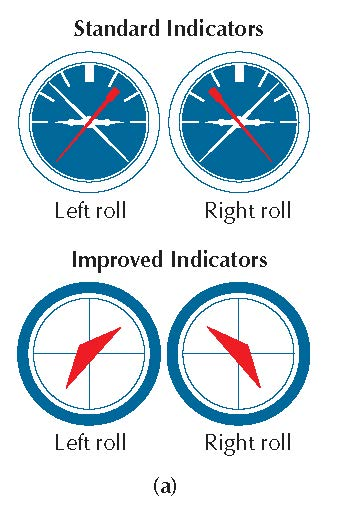 Standard Indicators
Left roll Right roll
Improved Indicators
Left roll Right roll
(a)